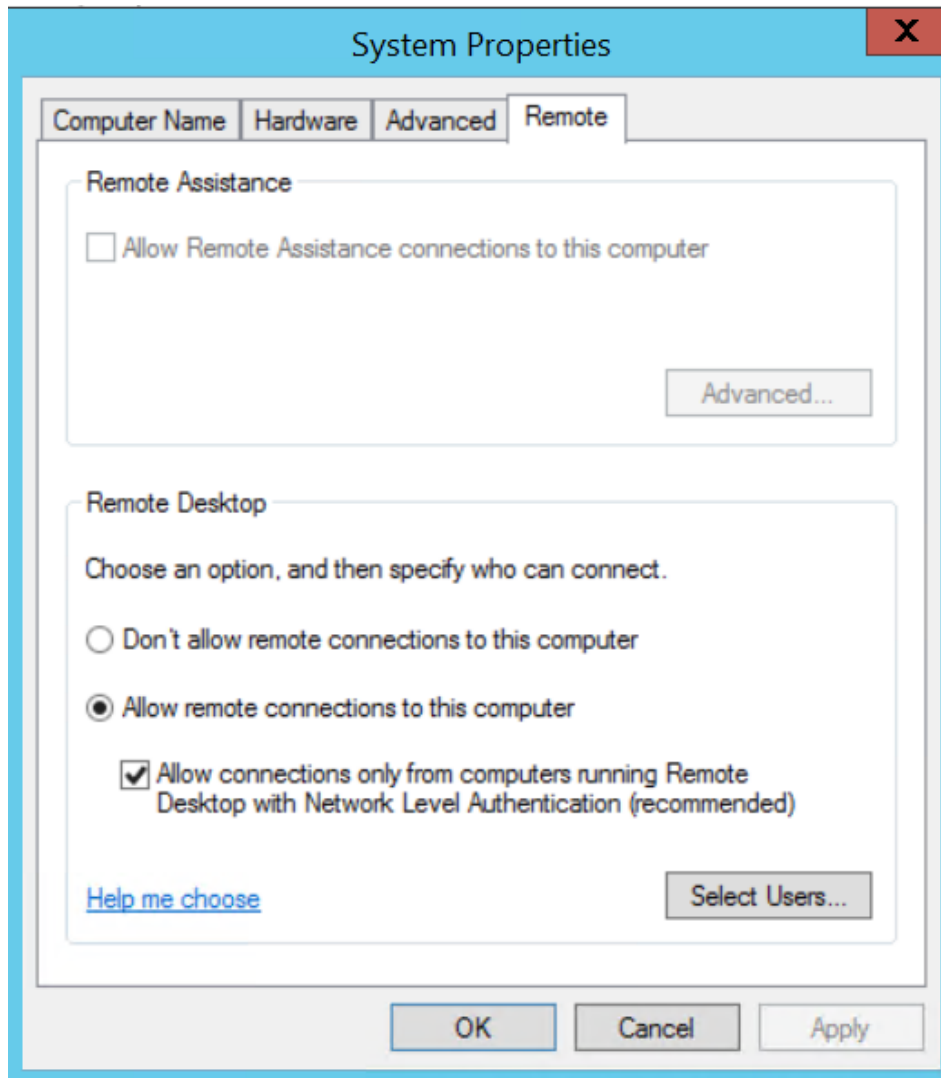 System Properties
X
Computer Name Hardware Advanced Remote
Remote Assistance
Allow Remote Assistance connections to this computer
Advanced...
Remote Desktop
Choose an option, and then specify who can connect.
Don't allow remote connections to this computer
Allow remote connections to this computer
Allow connections only from computers running Remote
Desktop with Network Level Authentication (recommended)
Help me choose
Select Users...
OK Cancel Apply